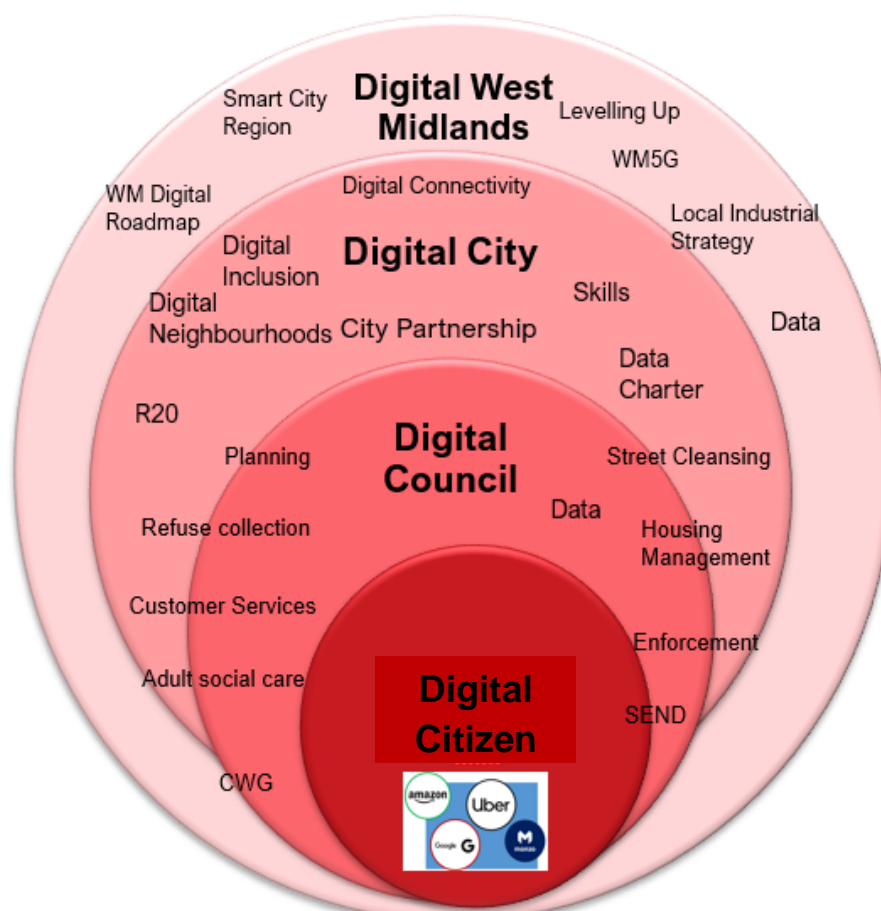 Digital West
Midlands
Smart City
Region
Levelling Up
WM5G
WM Digital
Roadmap
Digital Connectivity
Local Industrial
Strategy
Digital City
Digital
Inclusion
Skills
Digital
Neighbourhoods
City Partnership
Data
Data
Charter
R20
Digital
Council
Planning
Street Cleansing
Data
Refuse collection
Housing
Management
Customer Services
Enforcement
Adult social care
Digital
Citizen
SEND
CWG
amazon
Uber
Google G
monzo